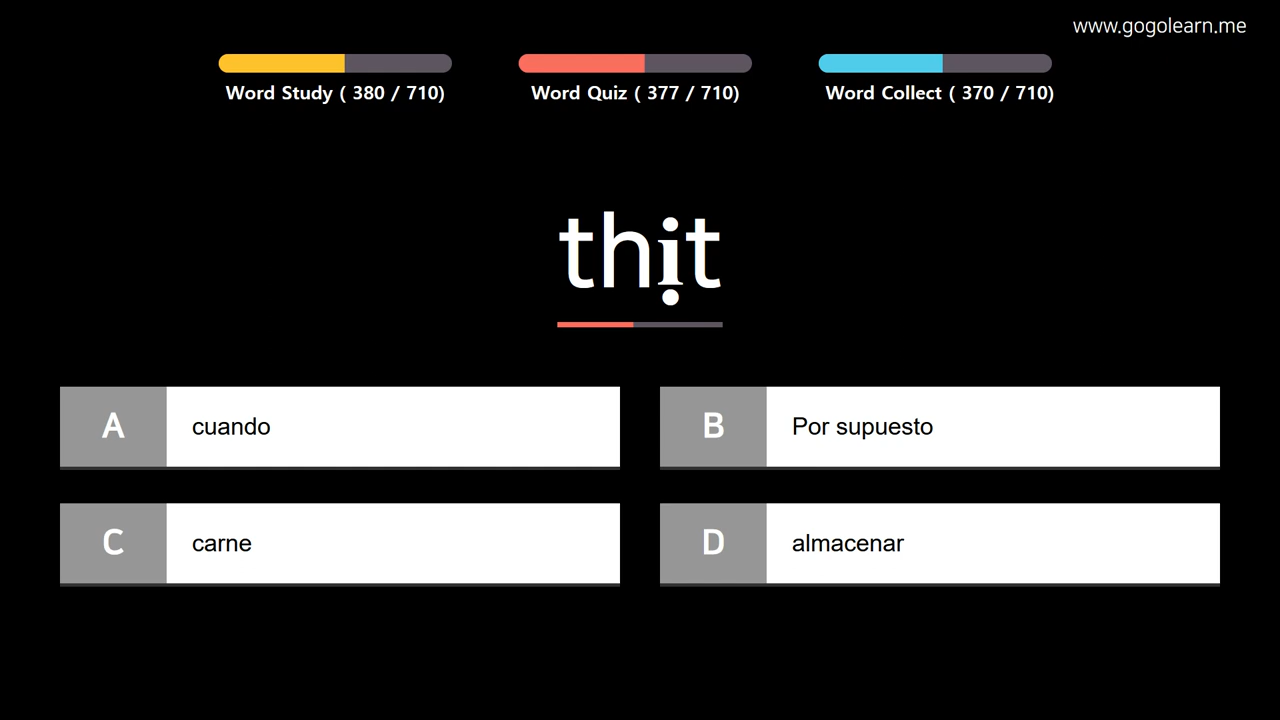 www.gogolearn.me
Word Study ( 380 / 710)
Word Quiz ( 377 / 710)
Word Collect ( 370 / 710)
thịt
A cuando
B Por supuesto
C carne
D almacenar